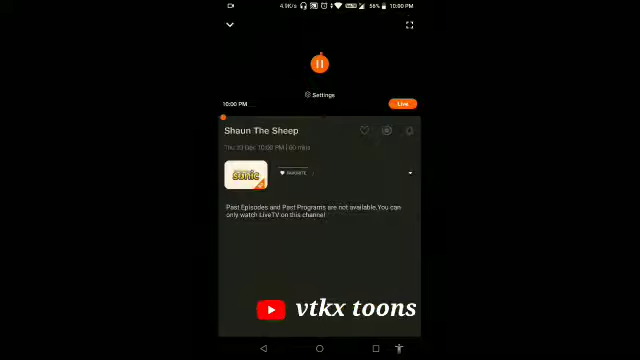 4.9K/s 56% 10:00 PM
Settings
10:00 PM
Live
Shaun The Sheep
Thu 23 Dec, 10:00 PM | 60 mins
sonic
FAVORITE
Past Episodes and Past Programs are not available.You can
only watch LiveTV on this channel
vtkx toons